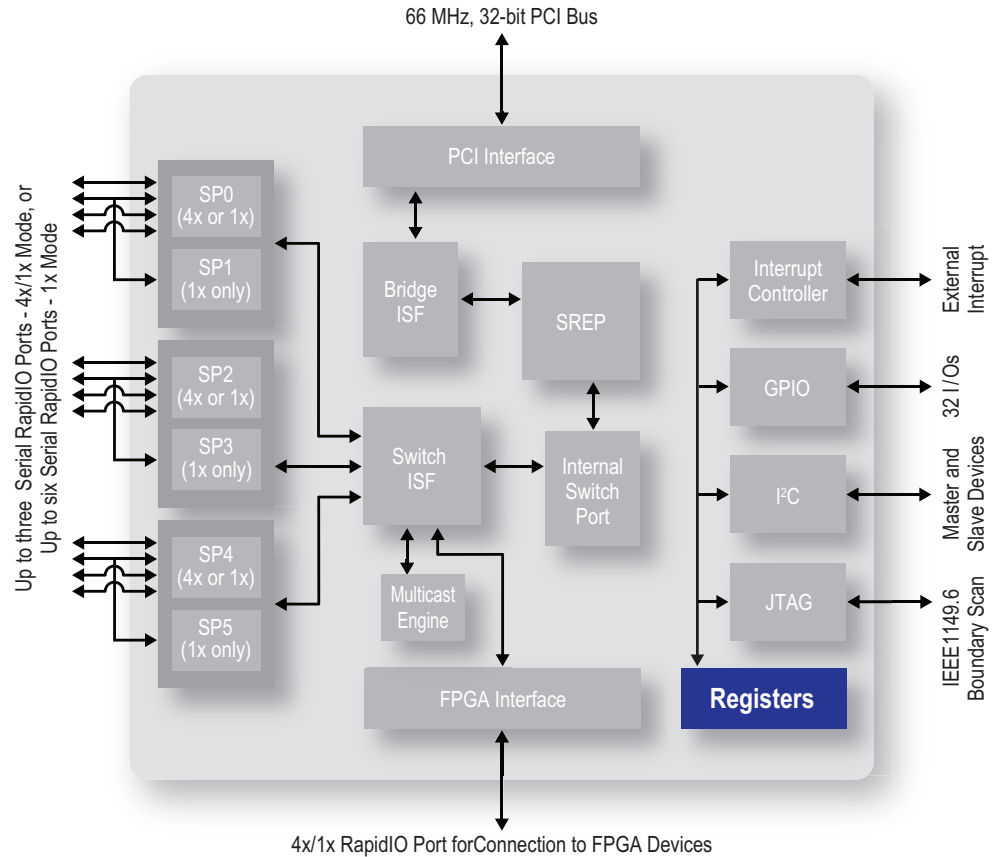 66 MHz, 32-bit PCI Bus
PCI Interface
Up to three Serial RapidIO Ports - 4x/1x Mode, or
Up to six Serial RapidIO Ports - 1x Mode
SP0
(4x or 1x)
SP1
(1x only)
SP2
(4x or 1x)
SP3
(1x only)
SP4
(4x or 1x)
SP5
(1x only)
Bridge
ISF
SREP
Switch
ISF
Internal
Switch
Port
Multicast
Engine
FPGA Interface
Interrupt
Controller
GPIO
I²C
JTAG
Registers
External
Interrupt
32 I/Os
Master and
Slave Devices
IEEE1149.6
Boundary Scan
4x/1x RapidIO Port forConnection to FPGA Devices